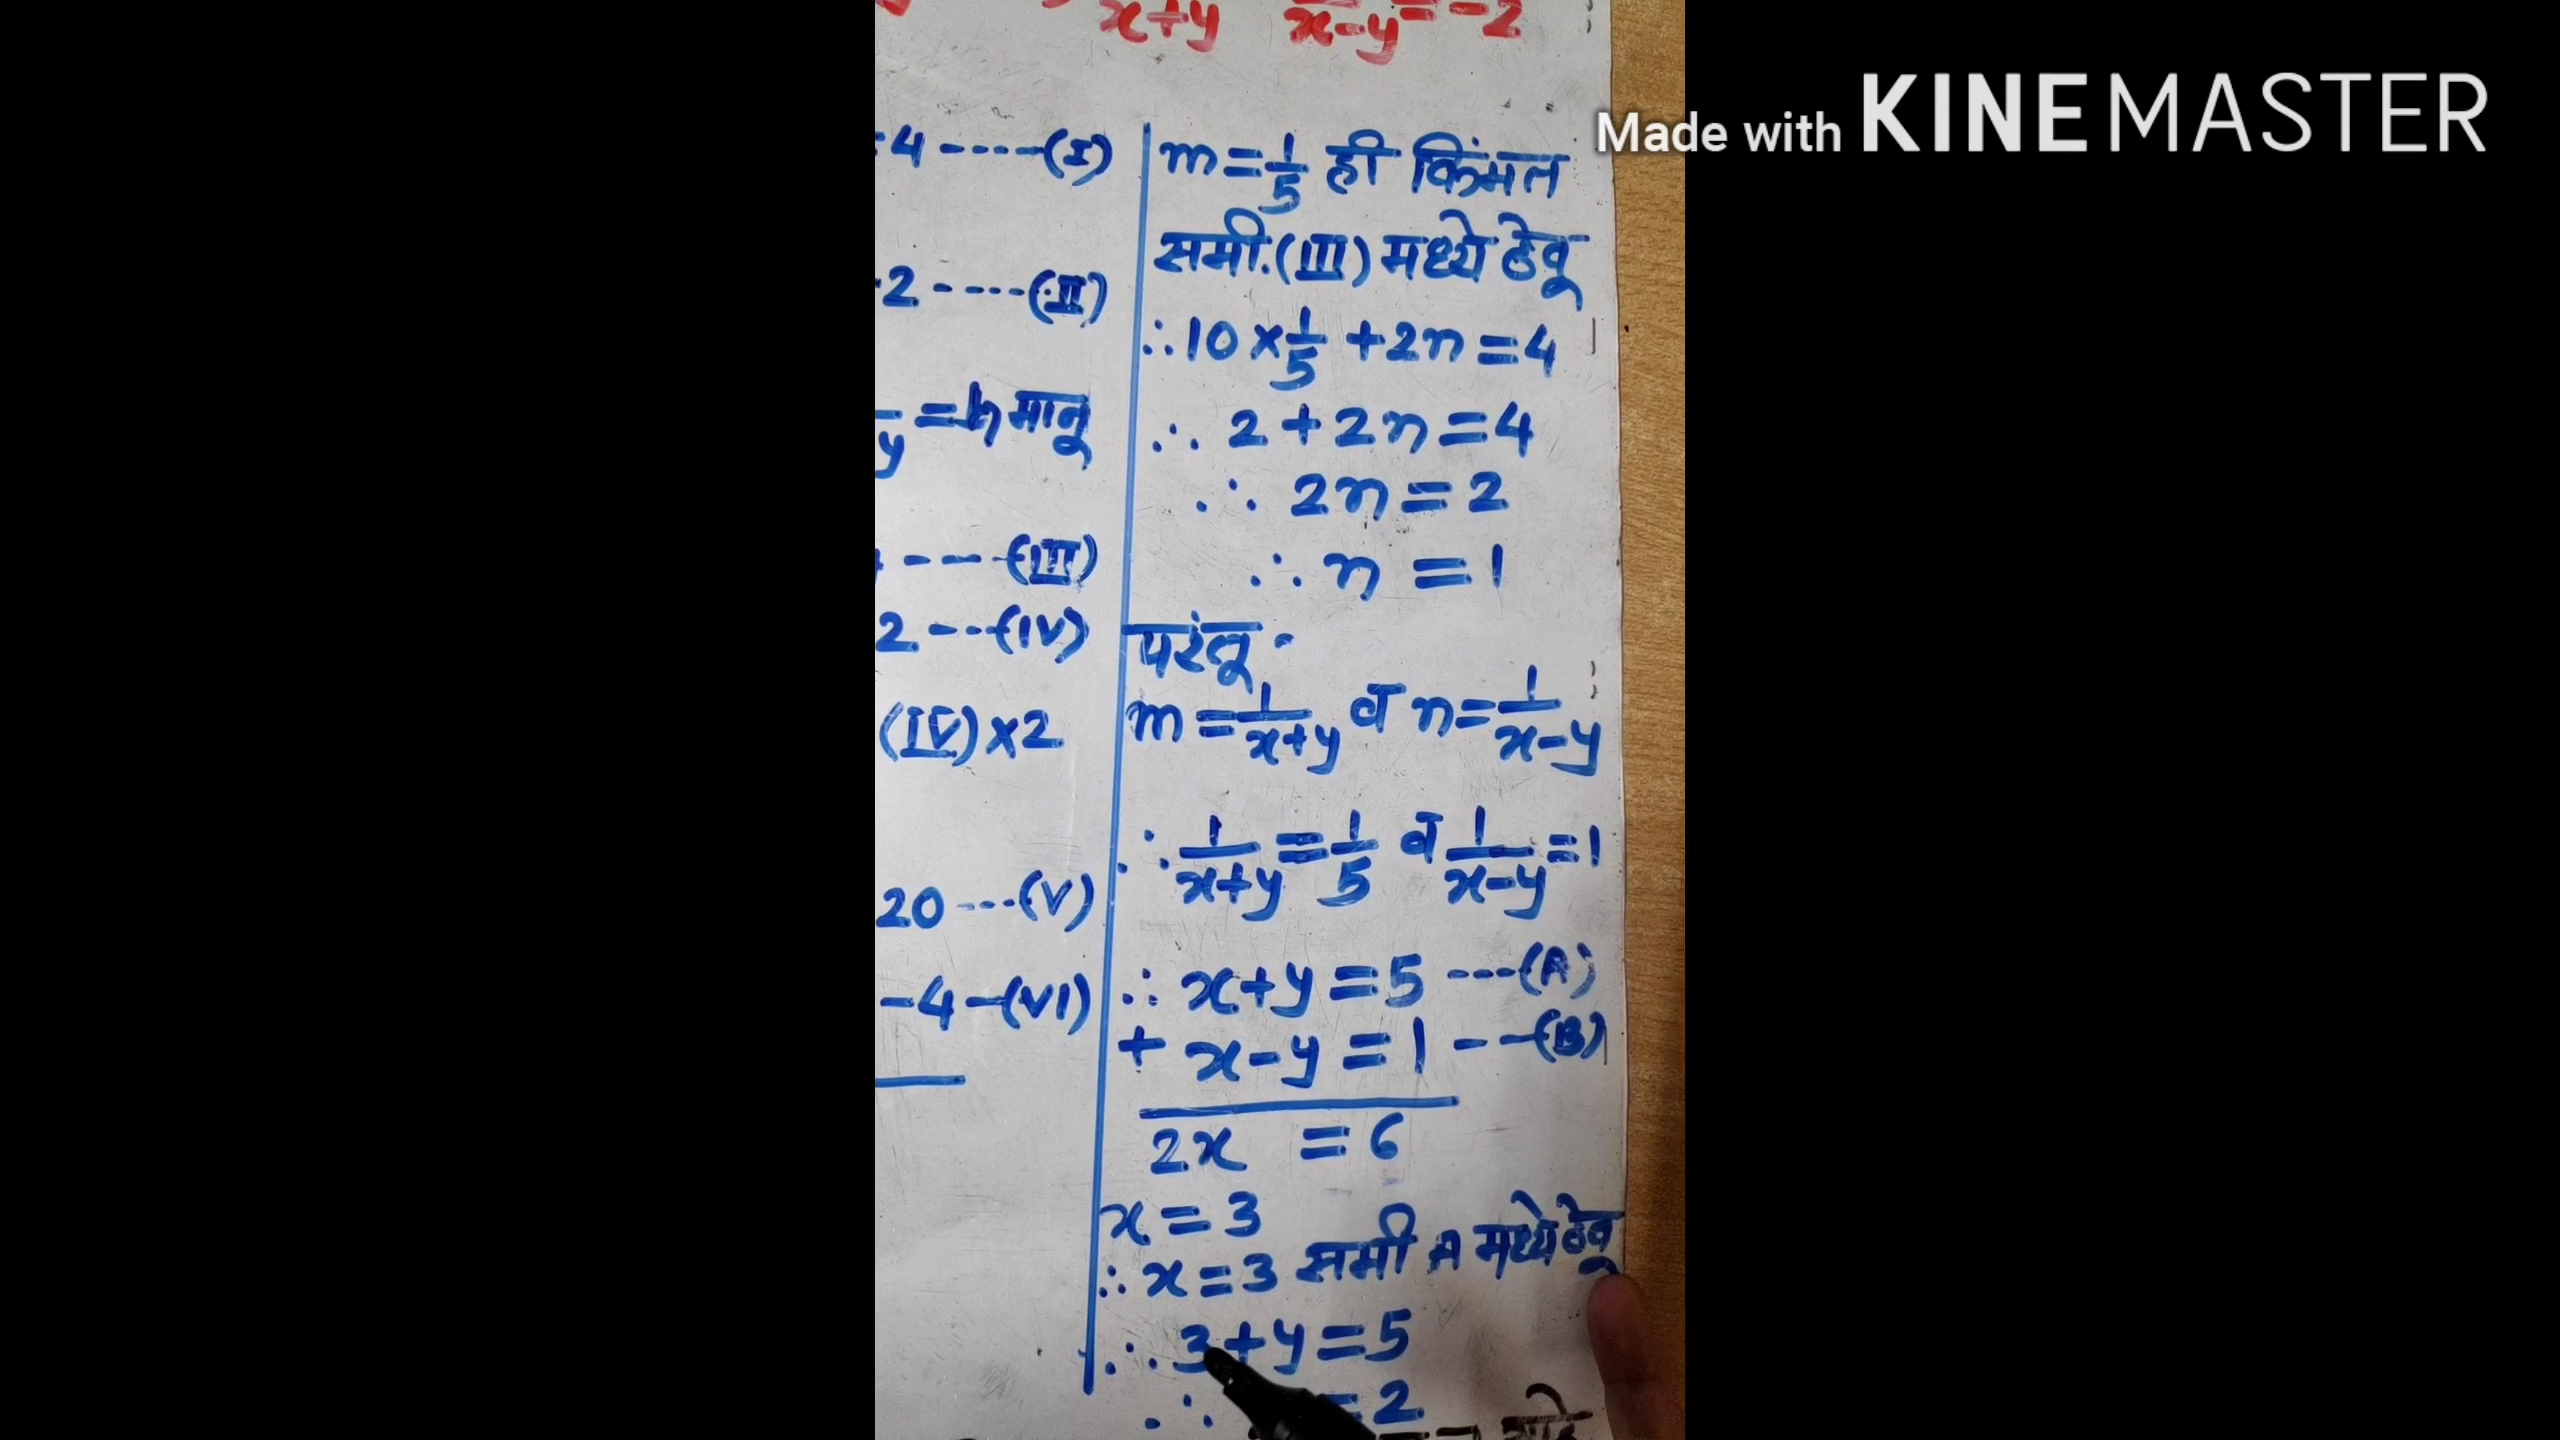 x+y x-y = -2
Made with KINEMASTER
=4 ----(I)
-2 ----(II)
y =n मानू
----(III)
2 ---(IV)
(IV)×2
20 ---(V)
-4 -(VI)
m = 1/5 ही किंमत
समी.(III) मध्ये ठेवू
∴ 10 × 1/5 + 2n = 4
∴ 2 + 2n = 4
∴ 2n = 2
∴ n = 1
परंतू -
m = 1/x+y व n = 1/x-y
∴ 1/x+y = 1/5 व 1/x-y = 1
∴ x+y = 5 ----(A)
+ x-y = 1 ---(B)
2x = 6
x = 3
∴ x = 3 समी A मध्ये ठेवू
∴ 3+y = 5
∴ = 2